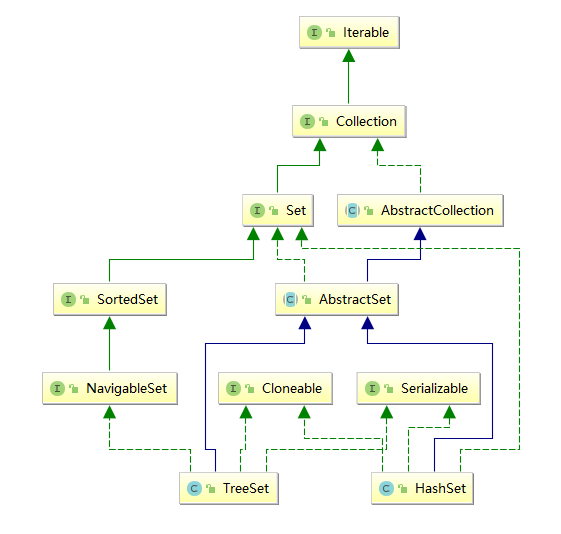 I Iterable
I Collection
I Set
C AbstractCollection
I SortedSet
C AbstractSet
I NavigableSet
I Cloneable
I Serializable
C TreeSet
C HashSet